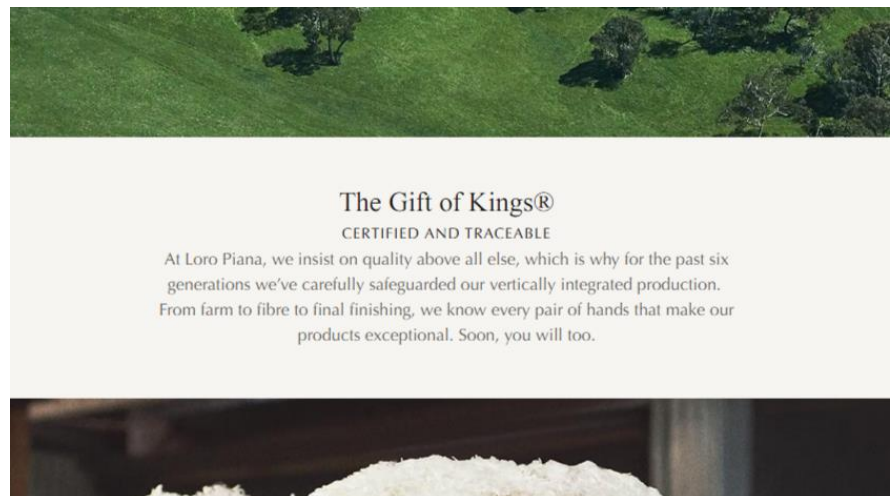 The Gift of Kings®
CERTIFIED AND TRACEABLE
At Loro Piana, we insist on quality above all else, which is why for the past six
generations we've carefully safeguarded our vertically integrated production.
From farm to fibre to final finishing, we know every pair of hands that make our
products exceptional. Soon, you will too.